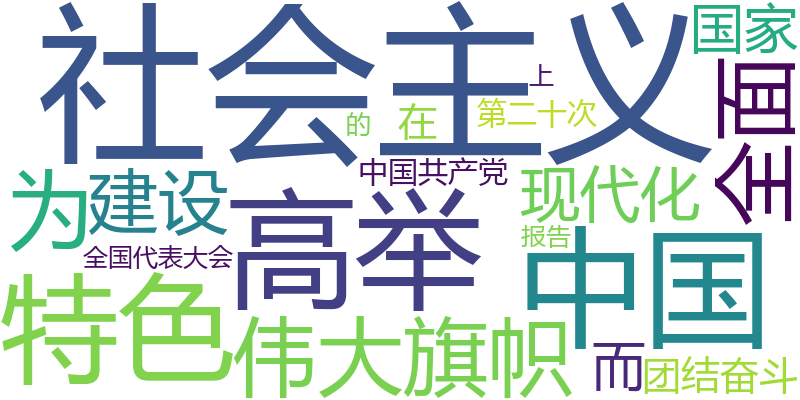 社会主义
国家
上
全面
第二十次
的
在
中国共产党
为
建设
现代化
高举
报告
中国
全国代表大会
特色
伟大旗帜
而
团结奋斗